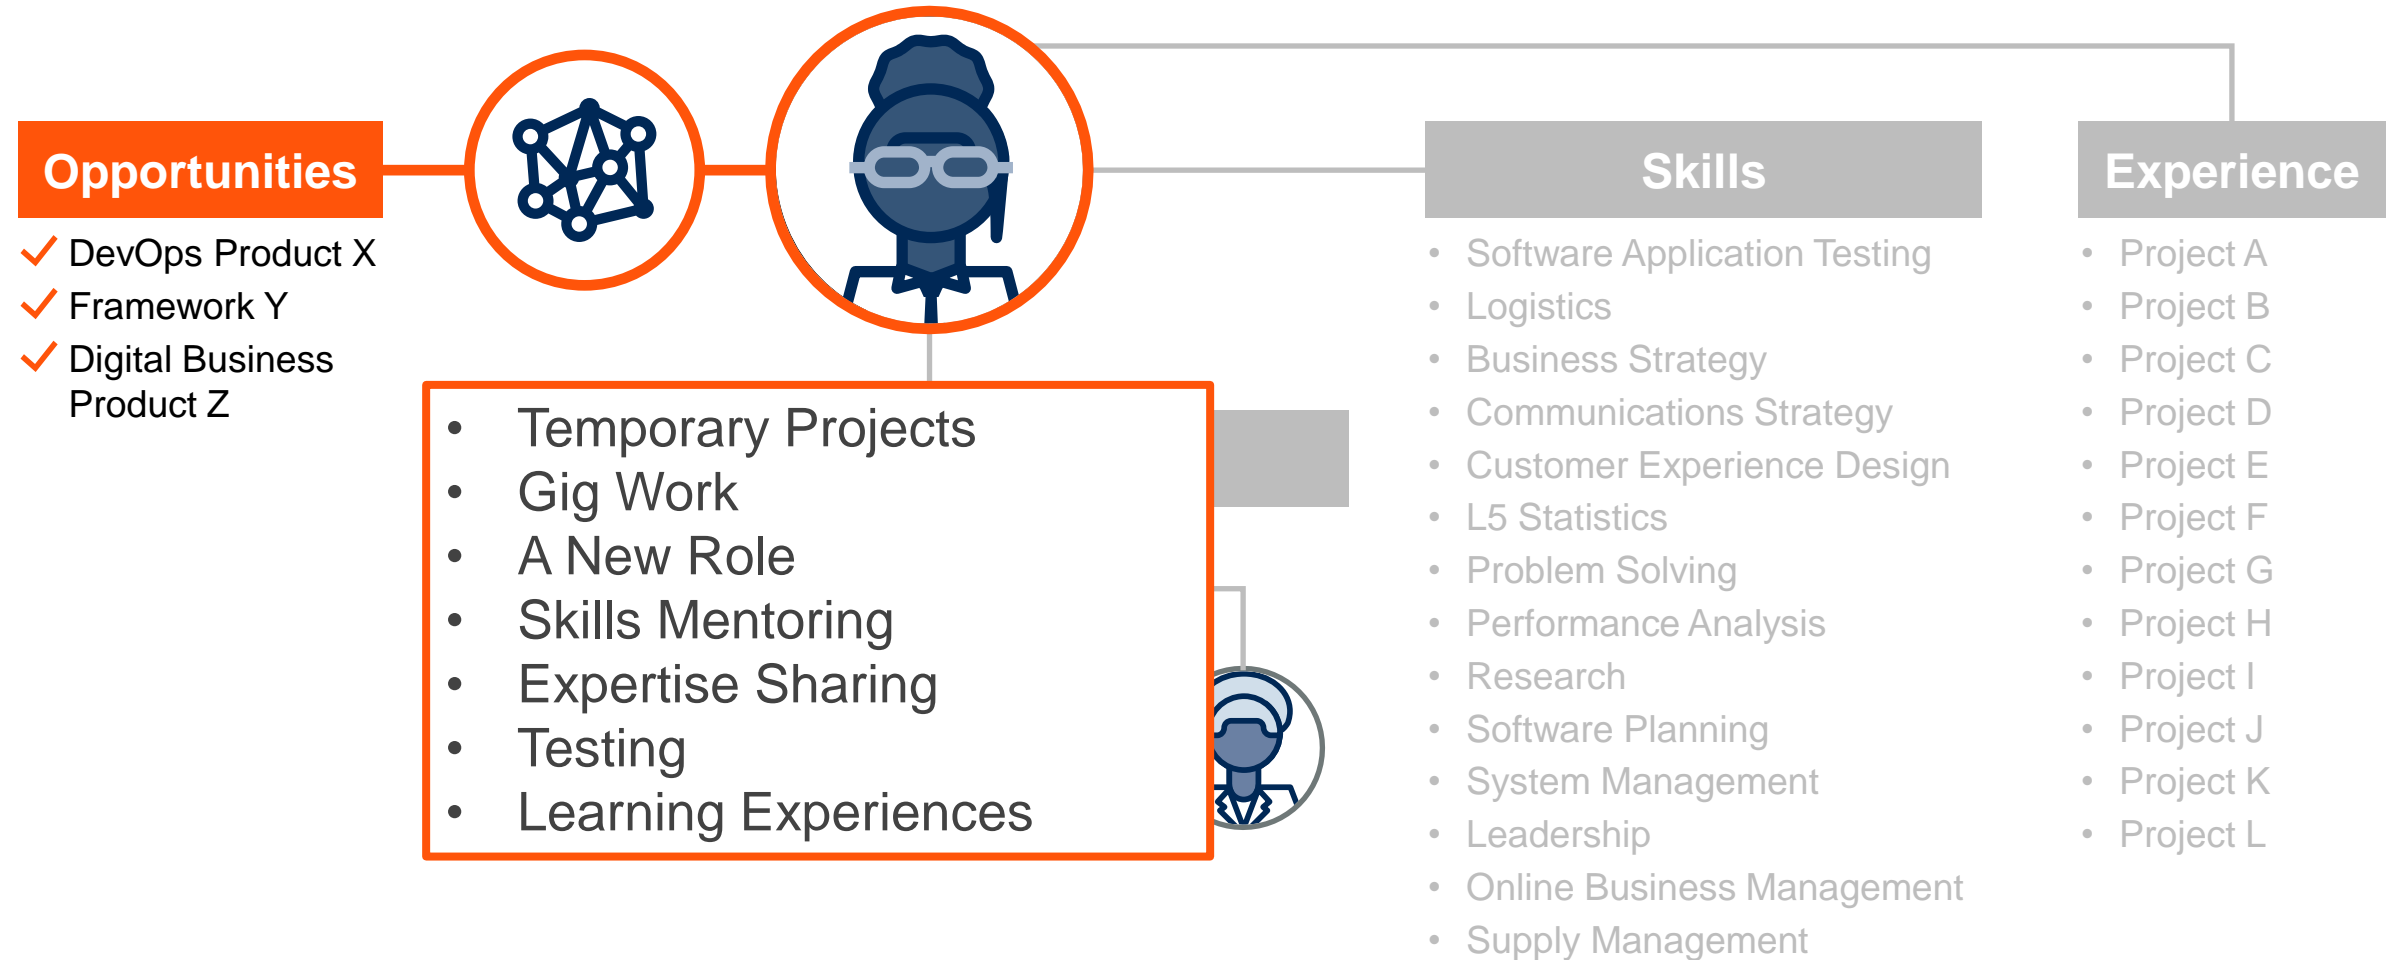 Opportunities
DevOps Product X
Framework Y
Digital Business
Product Z
• Temporary Projects
• Gig Work
• A New Role
• Skills Mentoring
• Expertise Sharing
• Testing
• Learning Experiences
Skills
• Software Application Testing
• Logistics
• Business Strategy
• Communications Strategy
• Customer Experience Design
• L5 Statistics
• Problem Solving
• Performance Analysis
• Research
• Software Planning
• System Management
• Leadership
• Online Business Management
• Supply Management
Experience
• Project A
• Project B
• Project C
• Project D
• Project E
• Project F
• Project G
• Project H
• Project I
• Project J
• Project K
• Project L